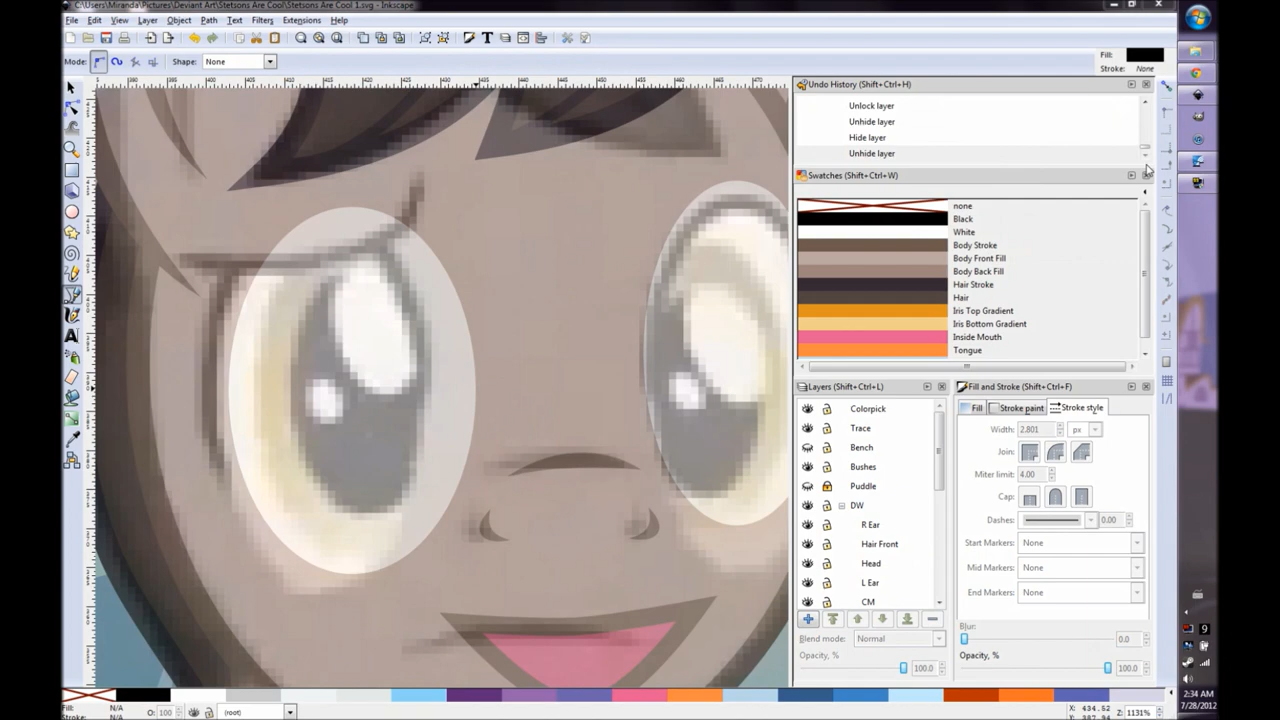 C:\Users\Miranda\Pictures\Deviant Art\Stetsons Are Cool\Stetsons Are Cool 1.svg - Inkscape
File Edit View Layer Object Path Text Filters Extensions Help
Mode: Shape: None Fill: Stroke: None
Undo History (Shift+Ctrl+H)
Unlock layer
Unhide layer
Hide layer
Unhide layer
Swatches (Shift+Ctrl+W)
none
Black
White
Body Stroke
Body Front Fill
Body Back Fill
Hair Stroke
Hair
Iris Top Gradient
Iris Bottom Gradient
Inside Mouth
Tongue
Layers (Shift+Ctrl+L)
Colorpick
Trace
Bench
Bushes
Puddle
DW
R Ear
Hair Front
Head
L Ear
CM
Blend mode: Normal
Opacity, % 100.0
Fill and Stroke (Shift+Ctrl+F)
Fill Stroke paint Stroke style
Width: 2.801 px
Join:
Miter limit: 4.00
Cap:
Dashes: 0.00
Start Markers: None
Mid Markers: None
End Markers: None
Blur: 0.0
Opacity, % 100.0
Fill: N/A
Stroke: N/A
O: 100
(root)
X: 434.52
Z: 1131%
9
2:34 AM
7/28/2012